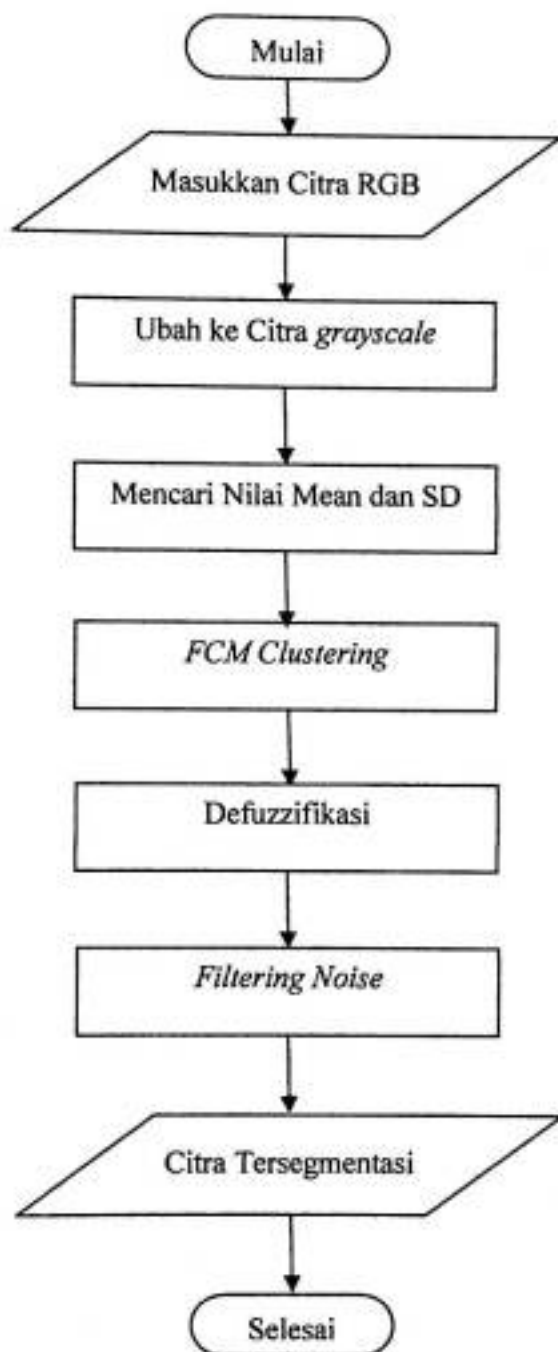 Mulai
Masukkan Citra RGB
Ubah ke Citra grayscale
Mencari Nilai Mean dan SD
FCM Clustering
Defuzzifikasi
Filtering Noise
Citra Tersegmentasi
Selesai